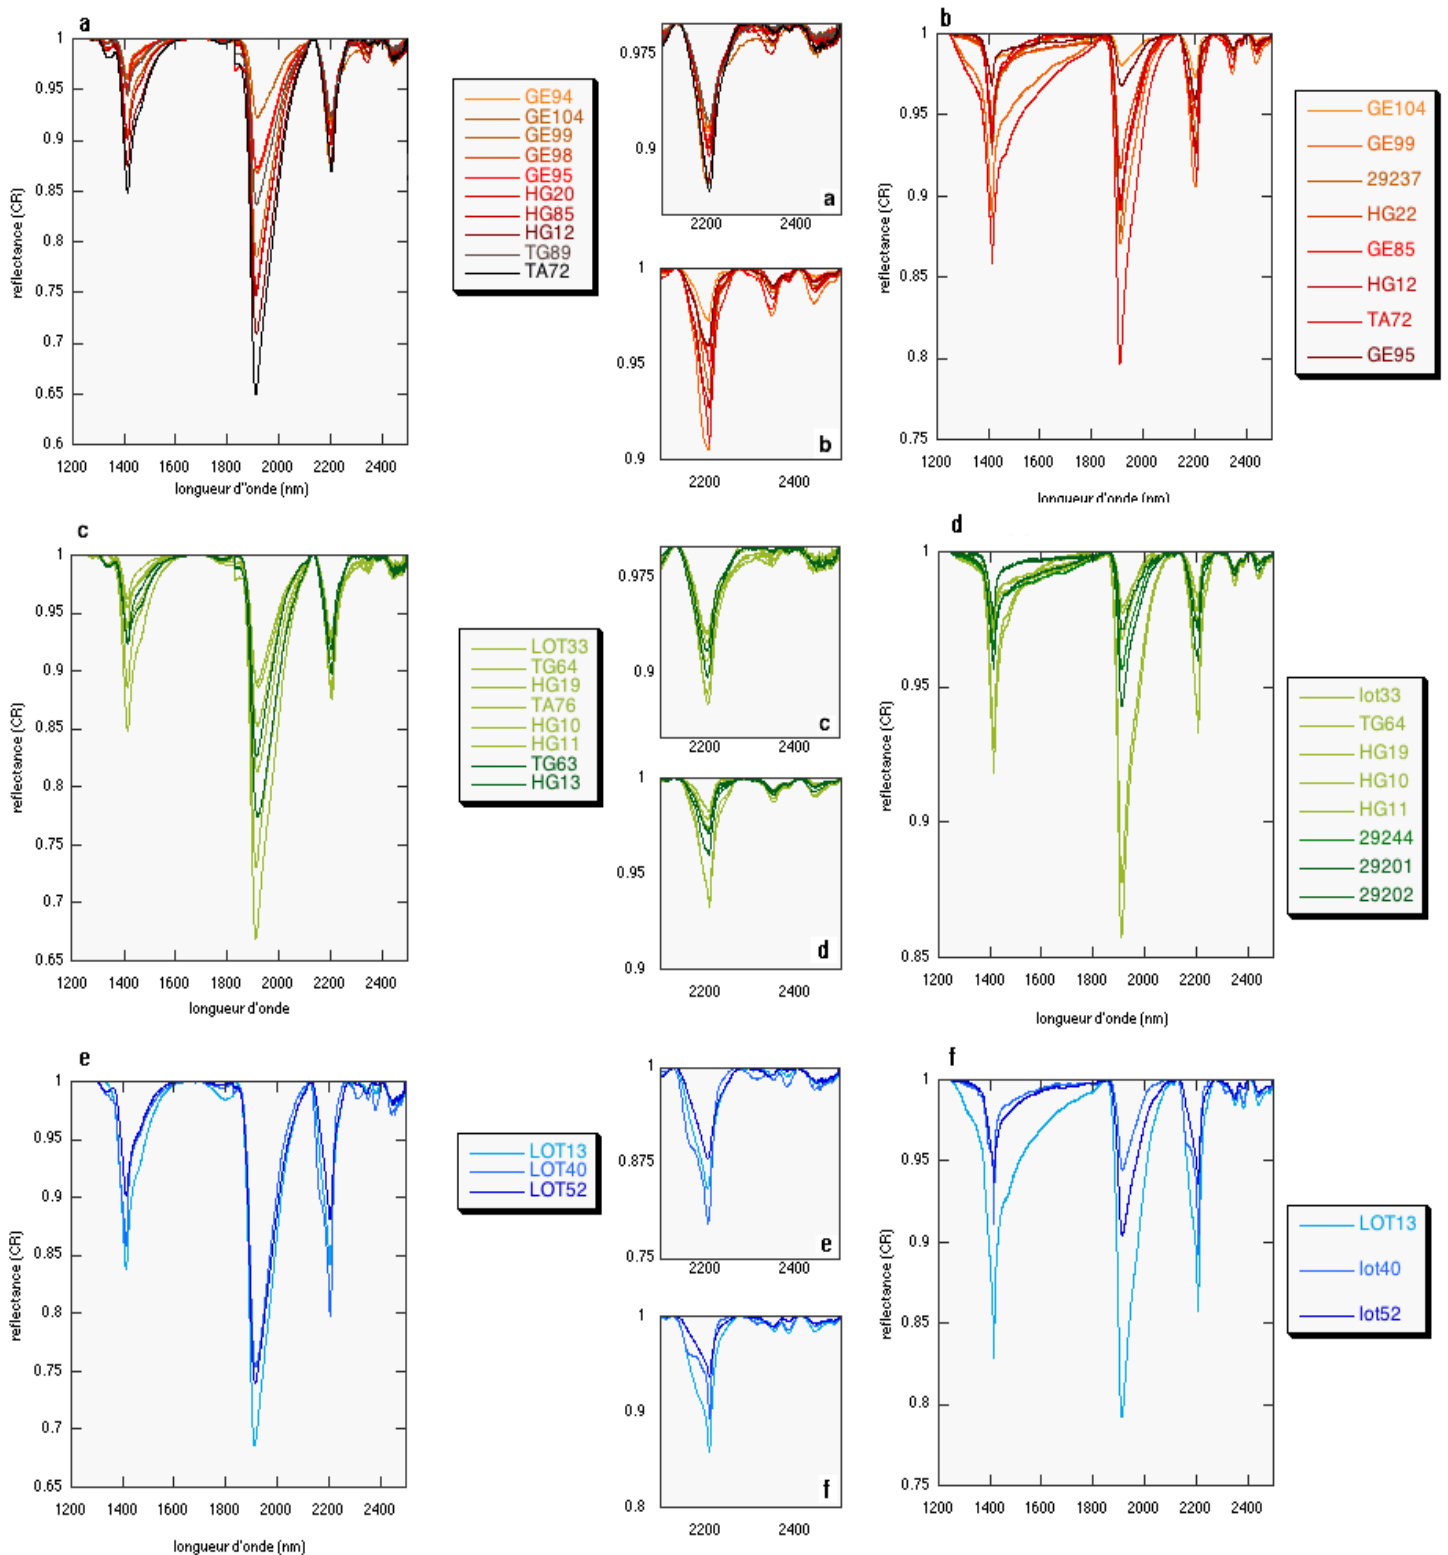 a
1
0.95
0.9
0.85
0.8
0.75
0.7
0.65
0.6
reflectance (CR)
1200 1400 1600 1800 2000 2200 2400
longueur d"onde (nm)
GE94
GE104
GE99
GE98
GE95
HG20
HG85
HG12
TG89
TA72
0.975
0.9
a
2200 2400
1
0.95
0.9
b
2200 2400
b
1
0.95
0.9
0.85
0.8
0.75
reflectance (CR)
1200 1400 1600 1800 2000 2200 2400
longueur d'onde (nm)
GE104
GE99
29237
HG22
GE85
HG12
TA72
GE95
c
1
0.95
0.9
0.85
0.8
0.75
0.7
0.65
reflectance (CR)
1200 1400 1600 1800 2000 2200 2400
longueur d'onde
LOT33
TG64
HG19
TA76
HG10
HG11
TG63
HG13
0.975
0.9
c
2200 2400
1
0.95
0.9
d
2200 2400
d
1
0.95
0.9
0.85
reflectance (CR)
1200 1400 1600 1800 2000 2200 2400
longueur d'onde (nm)
lot33
TG64
HG19
HG10
HG11
29244
29201
29202
e
1
0.95
0.9
0.85
0.8
0.75
0.7
0.65
reflectance (CR)
1200 1400 1600 1800 2000 2200 2400
longueur d'onde (nm)
LOT13
LOT40
LOT52
1
0.875
0.75
e
2200 2400
1
0.9
0.8
f
2200 2400
f
1
0.95
0.9
0.85
0.8
0.75
reflectance (CR)
1200 1400 1600 1800 2000 2200 2400
longueur d'onde (nm)
LOT13
lot40
lot52